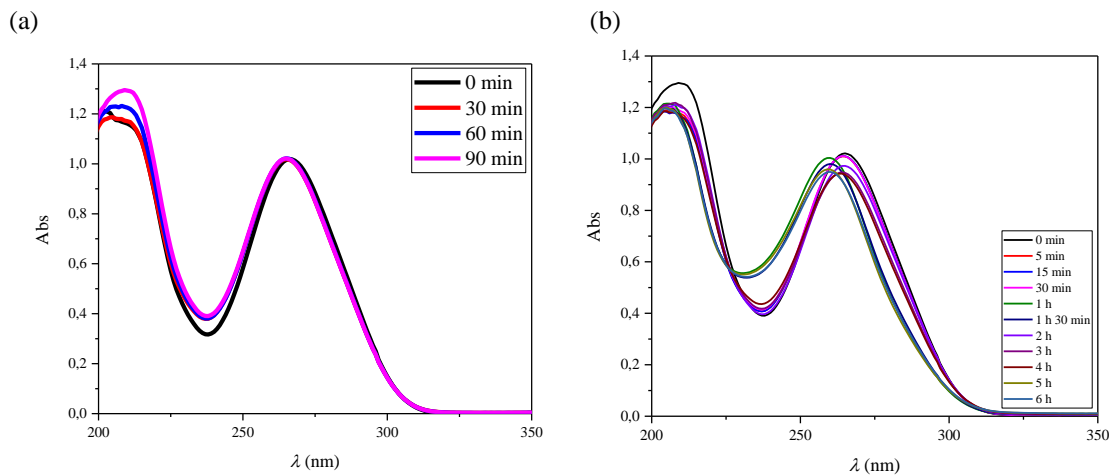 (a)
1,4
1,2
1,0
0,8
0,6
0,4
0,2
0,0
Abs
200
250
300
350
λ (nm)
0 min
30 min
60 min
90 min
(b)
1,4
1,2
1,0
0,8
0,6
0,4
0,2
0,0
Abs
200
250
300
350
λ (nm)
0 min
5 min
15 min
30 min
1 h
1 h 30 min
2 h
3 h
4 h
5 h
6 h